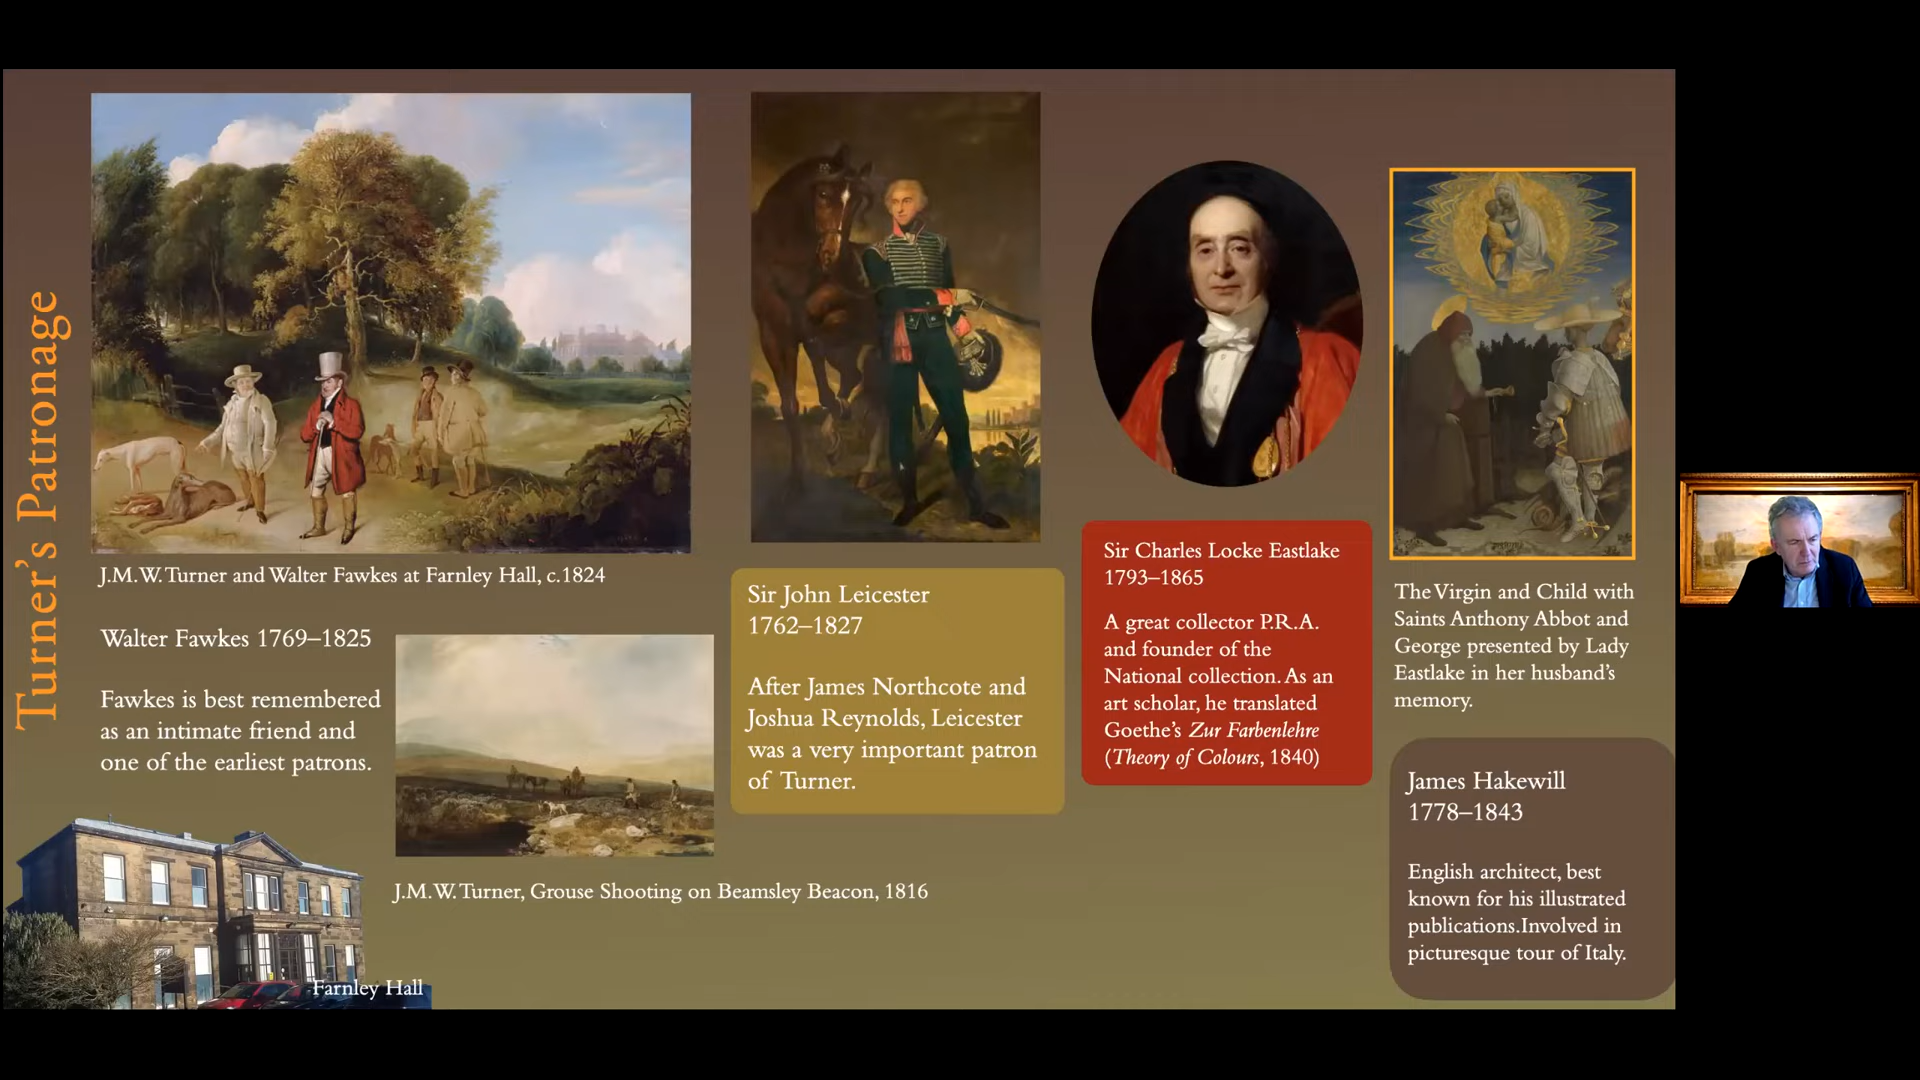 Turner's Patronage
J.M.W. Turner and Walter Fawkes at Farnley Hall, c.1824
Walter Fawkes 1769–1825
Fawkes is best remembered
as an intimate friend and
one of the earliest patrons.
Farnley Hall
J.M.W. Turner, Grouse Shooting on Beamsley Beacon, 1816
Sir John Leicester
1762–1827
After James Northcote and
Joshua Reynolds, Leicester
was a very important patron
of Turner.
Sir Charles Locke Eastlake
1793–1865
A great collector P.R.A.
and founder of the
National collection. As an
art scholar, he translated
Goethe's Zur Farbenlehre
(Theory of Colours, 1840)
The Virgin and Child with
Saints Anthony Abbot and
George presented by Lady
Eastlake in her husband's
memory.
James Hakewill
1778–1843
English architect, best
known for his illustrated
publications.Involved in
picturesque tour of Italy.